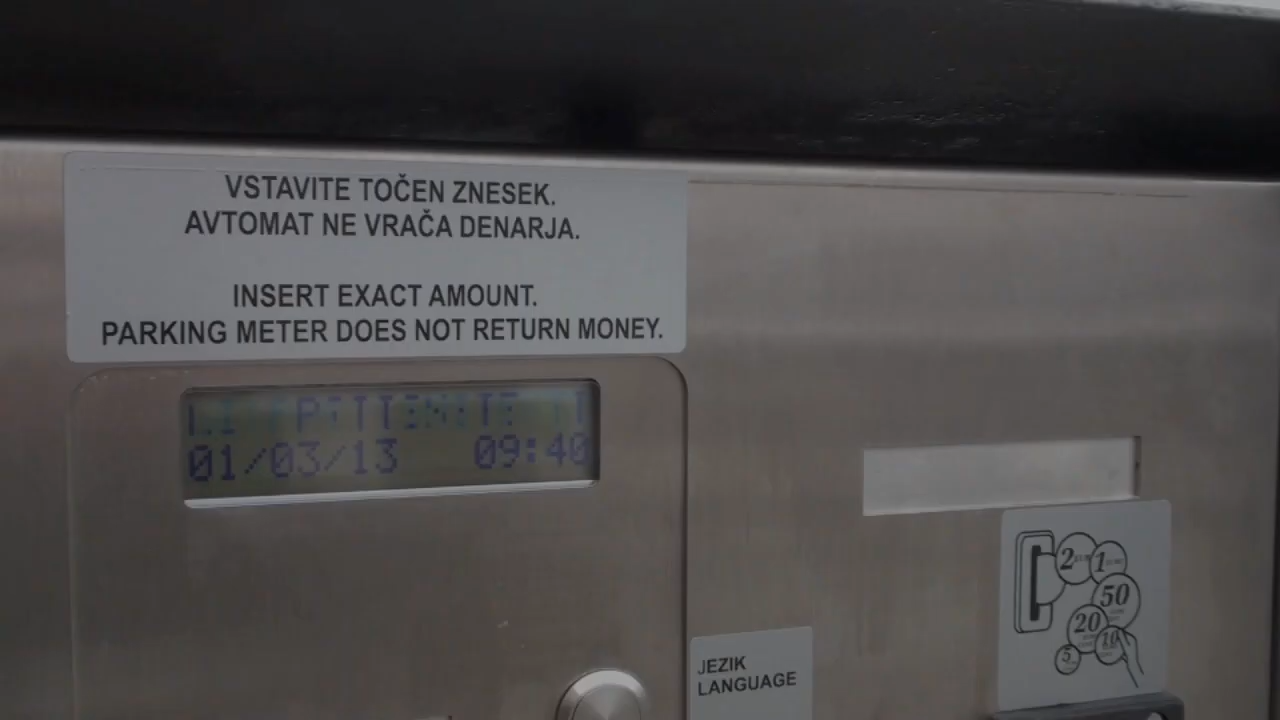 VSTAVITE TOČEN ZNESEK.
AVTOMAT NE VRAČA DENARJA.
INSERT EXACT AMOUNT.
PARKING METER DOES NOT RETURN MONEY.
01/03/13 09:40
2 1
50
20
10
5
JEZIK
LANGUAGE